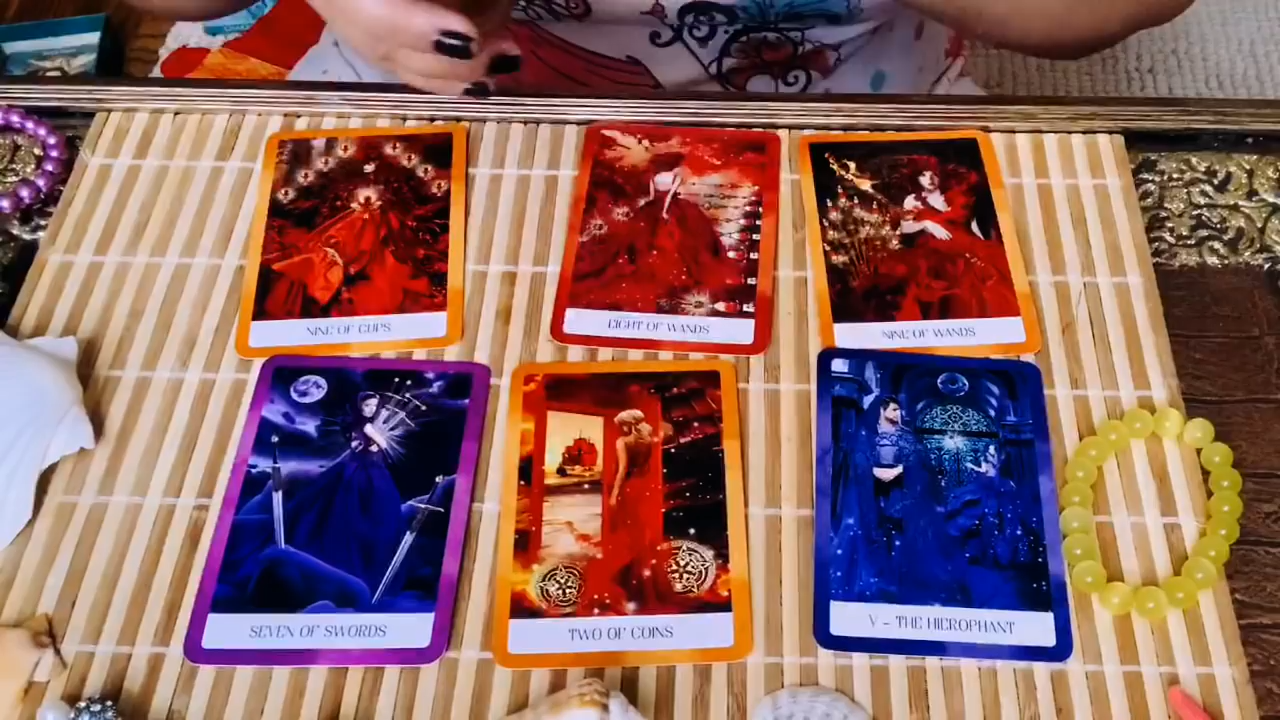 NINE OF CUPS
EIGHT OF WANDS
NINE OF WANDS
SEVEN OF SWORDS
TWO OF COINS
V - THE HIEROPHANT